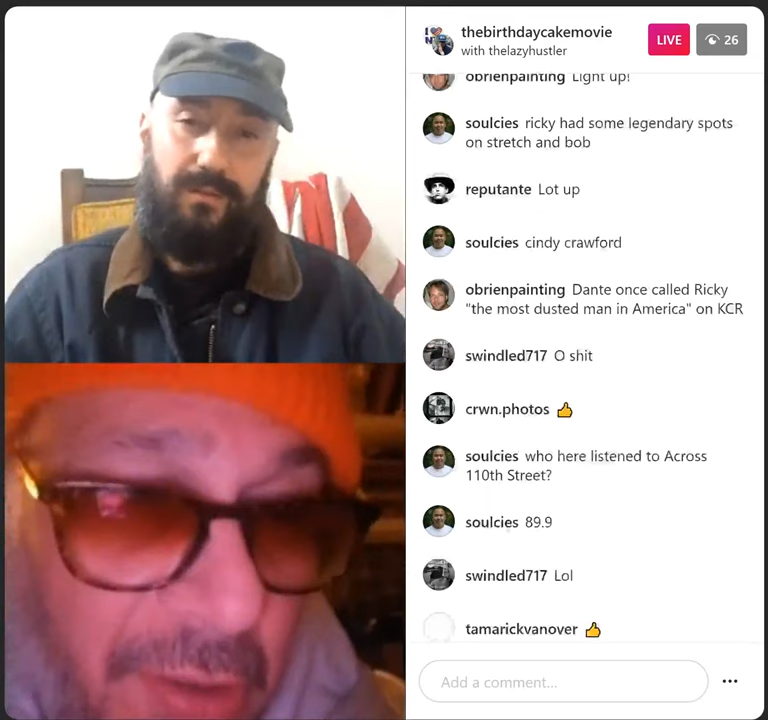 thebirthdaycakemovie
with thelazyhustler
LIVE
26
obrienpainting Light up!
soulcies ricky had some legendary spots
on stretch and bob
reputante Lot up
soulcies cindy crawford
obrienpainting Dante once called Ricky
"the most dusted man in America" on KCR
swindled717 O shit
crwn.photos 👍
soulcies who here listened to Across
110th Street?
soulcies 89.9
swindled717 Lol
tamarickvanover 👍
Add a comment...